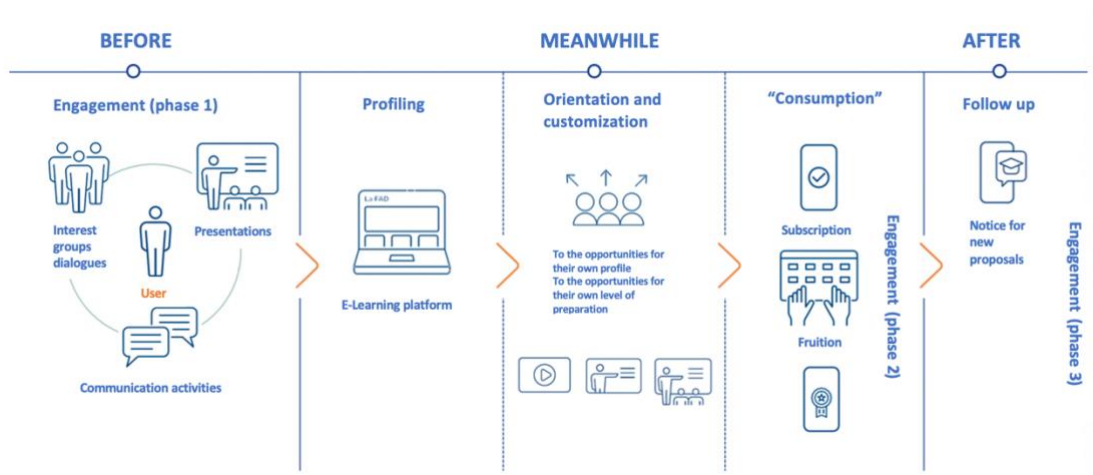 BEFORE
MEANWHILE
AFTER
Engagement (phase 1)
Interest
groups
dialogues
Presentations
User
Communication activities
Profiling
La FAD
E-Learning platform
Orientation and
customization
To the opportunities for
their own profile
To the opportunities for
their own level of
preparation
“Consumption”
Subscription
Fruition
Engagement (phase 2)
Follow up
Notice for
new
proposals
Engagement (phase 3)